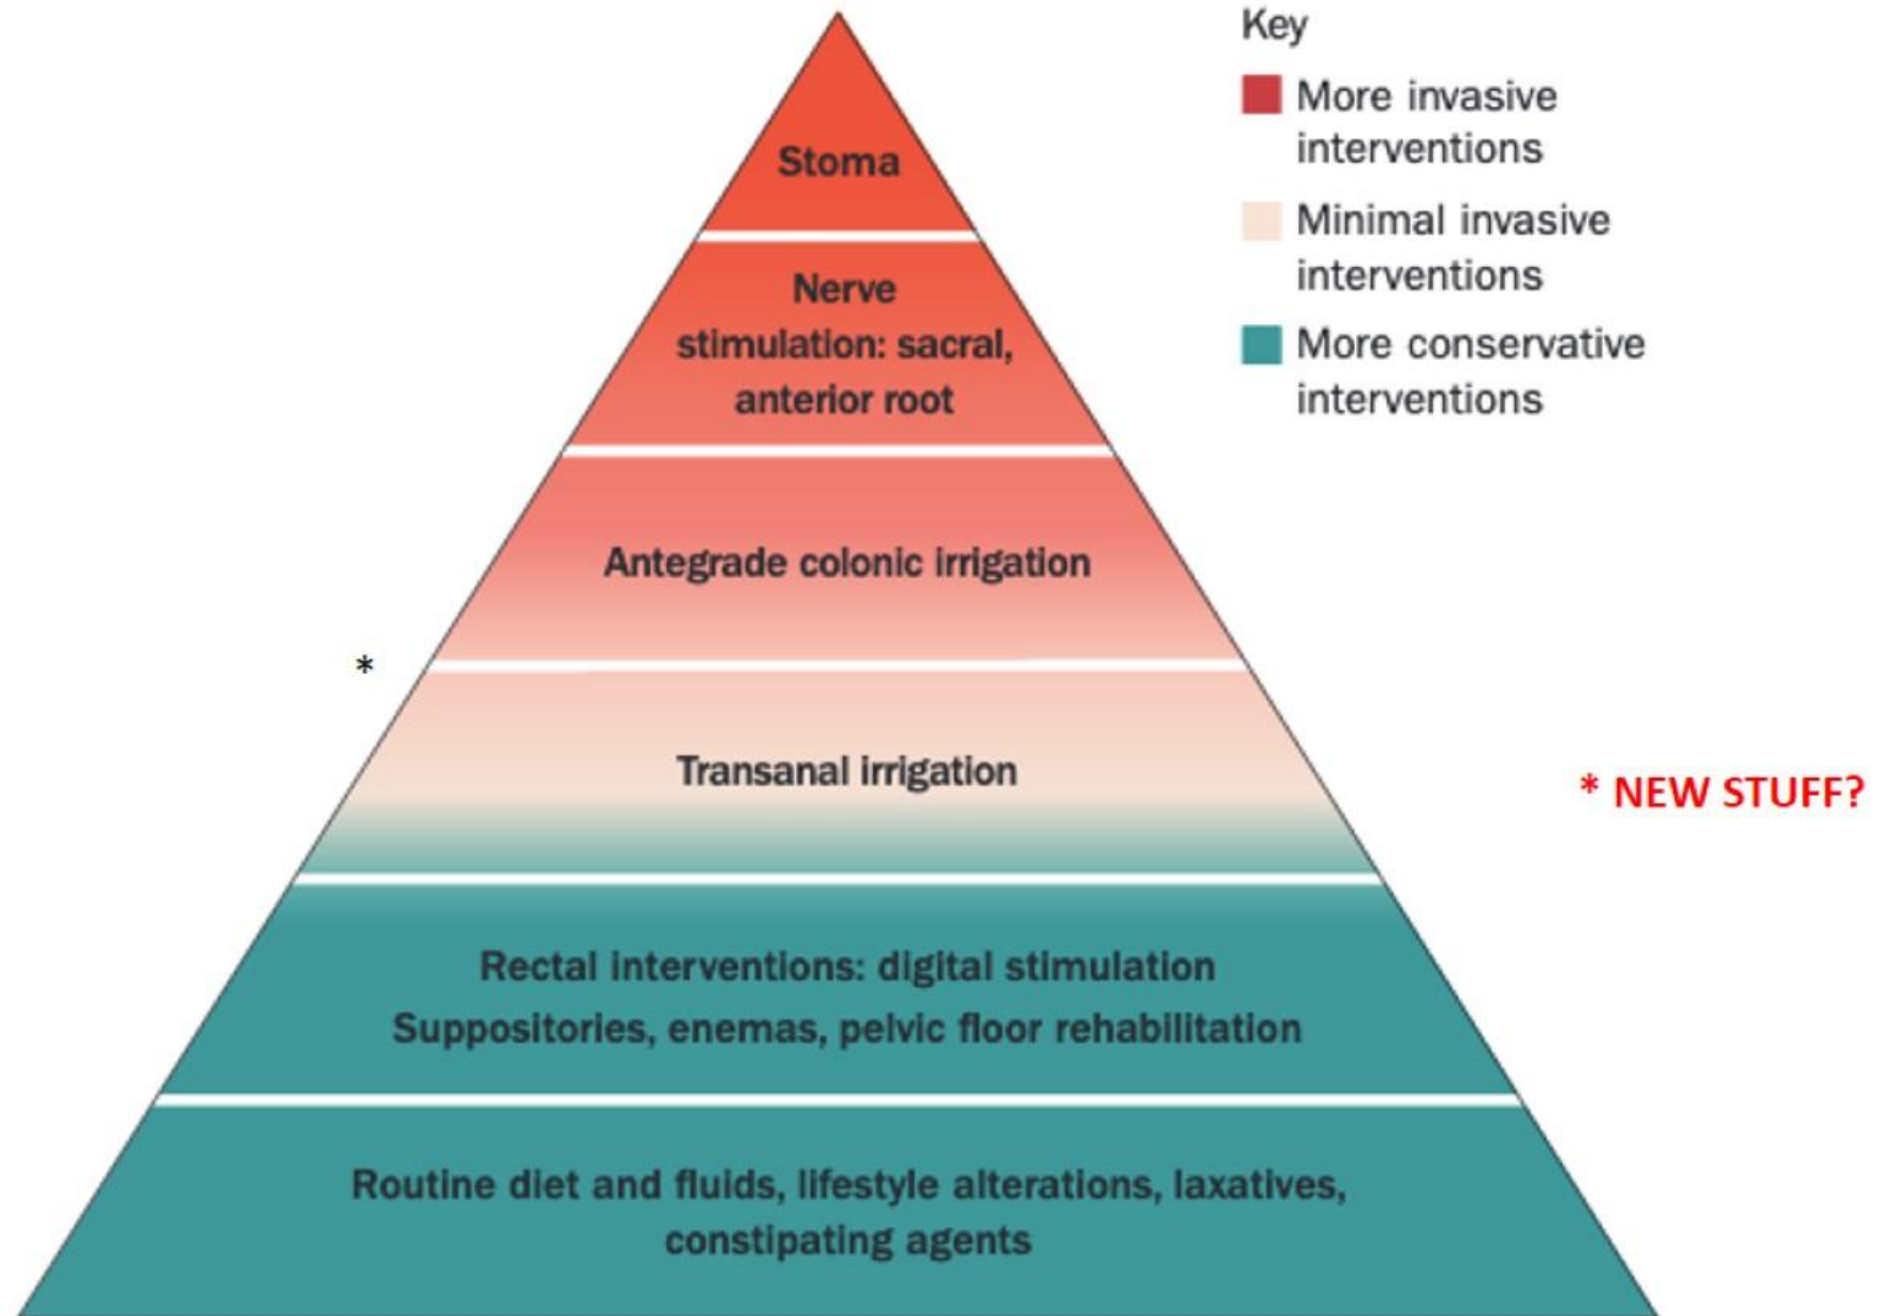 Key
More invasive
interventions
Minimal invasive
interventions
More conservative
interventions
Stoma
Nerve
stimulation: sacral,
anterior root
Antegrade colonic irrigation
*
Transanal irrigation
* NEW STUFF?
Rectal interventions: digital stimulation
Suppositories, enemas, pelvic floor rehabilitation
Routine diet and fluids, lifestyle alterations, laxatives,
constipating agents